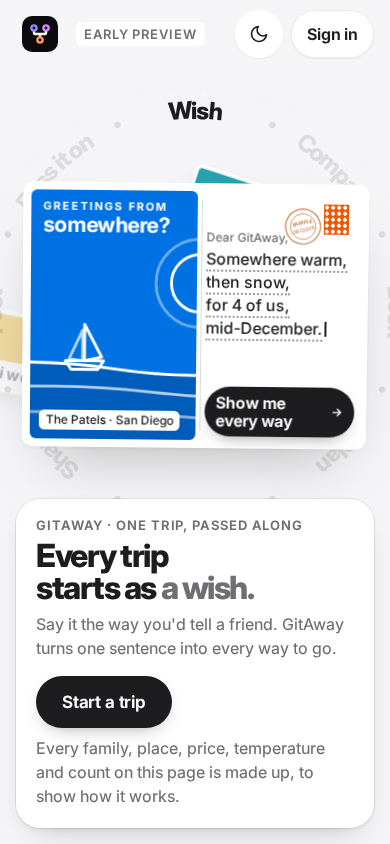 EARLY PREVIEW
Sign in
Wish
Pass it on
GREETINGS FROM
somewhere?
Dear GitAway,
Somewhere warm,
then snow,
for 4 of us,
mid-December.
The Patels · San Diego
Show me
every way
GITAWAY · ONE TRIP, PASSED ALONG
Every trip
starts as a wish.
Say it the way you'd tell a friend. GitAway
turns one sentence into every way to go.
Start a trip
Every family, place, price, temperature
and count on this page is made up, to
show how it works.